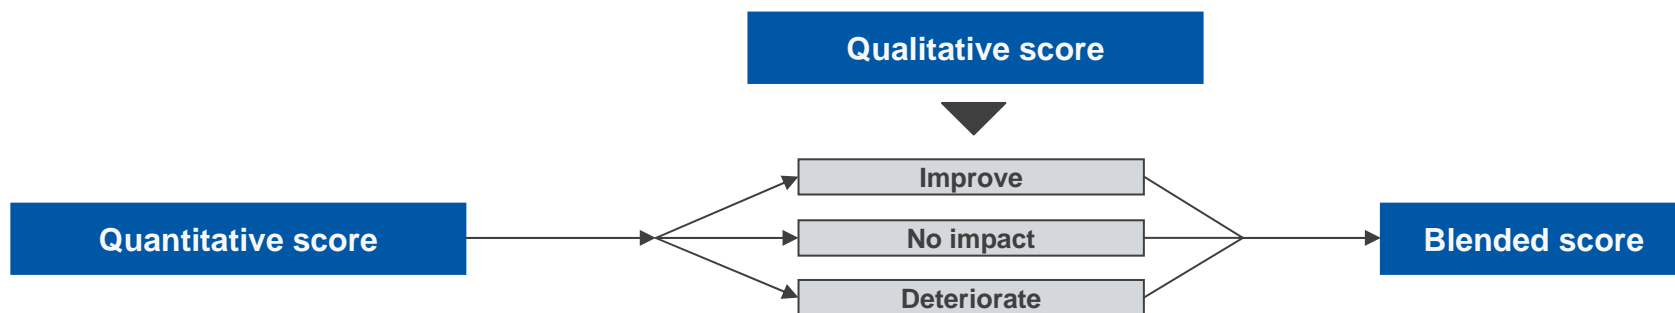 Qualitative score
Improve
Quantitative score
No impact
Blended score
Deteriorate